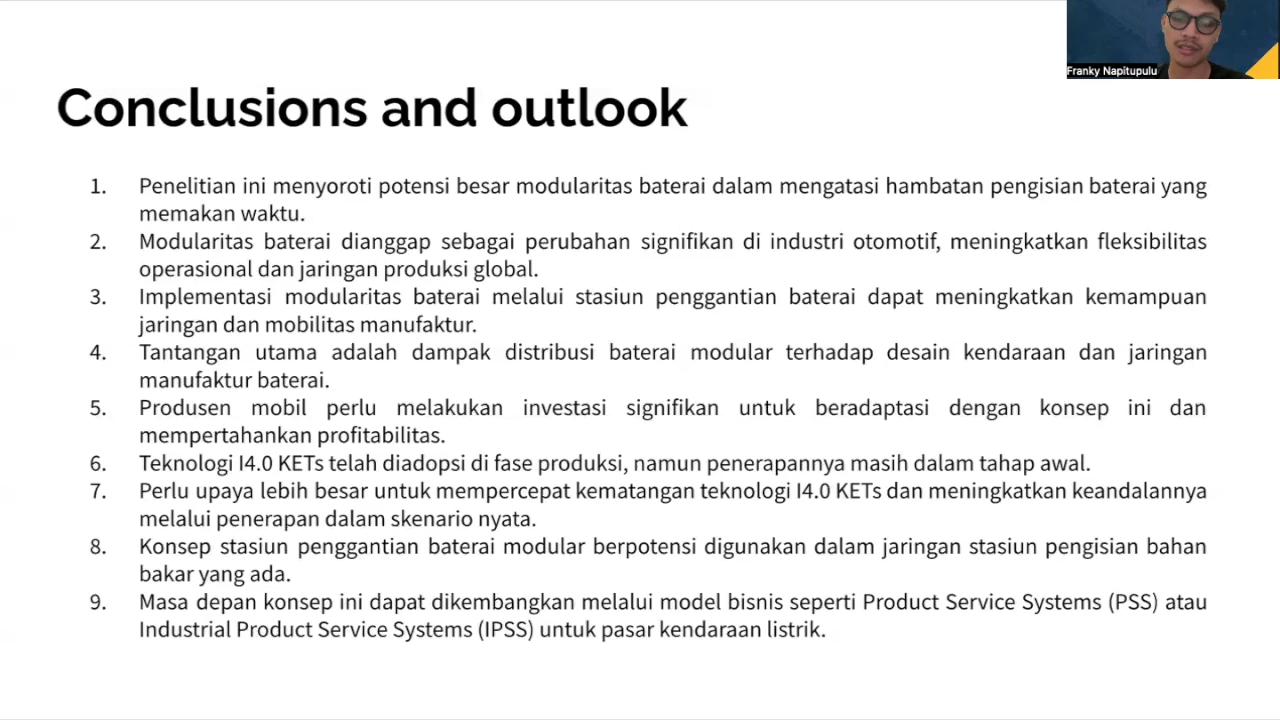 Franky Napitupulu
Conclusions and outlook
1. Penelitian ini menyoroti potensi besar modularitas baterai dalam mengatasi hambatan pengisian baterai yang
memakan waktu.
2. Modularitas baterai dianggap sebagai perubahan signifikan di industri otomotif, meningkatkan fleksibilitas
operasional dan jaringan produksi global.
3. Implementasi modularitas baterai melalui stasiun penggantian baterai dapat meningkatkan kemampuan
jaringan dan mobilitas manufaktur.
4. Tantangan utama adalah dampak distribusi baterai modular terhadap desain kendaraan dan jaringan
manufaktur baterai.
5. Produsen mobil perlu melakukan investasi signifikan untuk beradaptasi dengan konsep ini dan
mempertahankan profitabilitas.
6. Teknologi I4.0 KETs telah diadopsi di fase produksi, namun penerapannya masih dalam tahap awal.
7. Perlu upaya lebih besar untuk mempercepat kematangan teknologi I4.0 KETs dan meningkatkan keandalannya
melalui penerapan dalam skenario nyata.
8. Konsep stasiun penggantian baterai modular berpotensi digunakan dalam jaringan stasiun pengisian bahan
bakar yang ada.
9. Masa depan konsep ini dapat dikembangkan melalui model bisnis seperti Product Service Systems (PSS) atau
Industrial Product Service Systems (IPSS) untuk pasar kendaraan listrik.